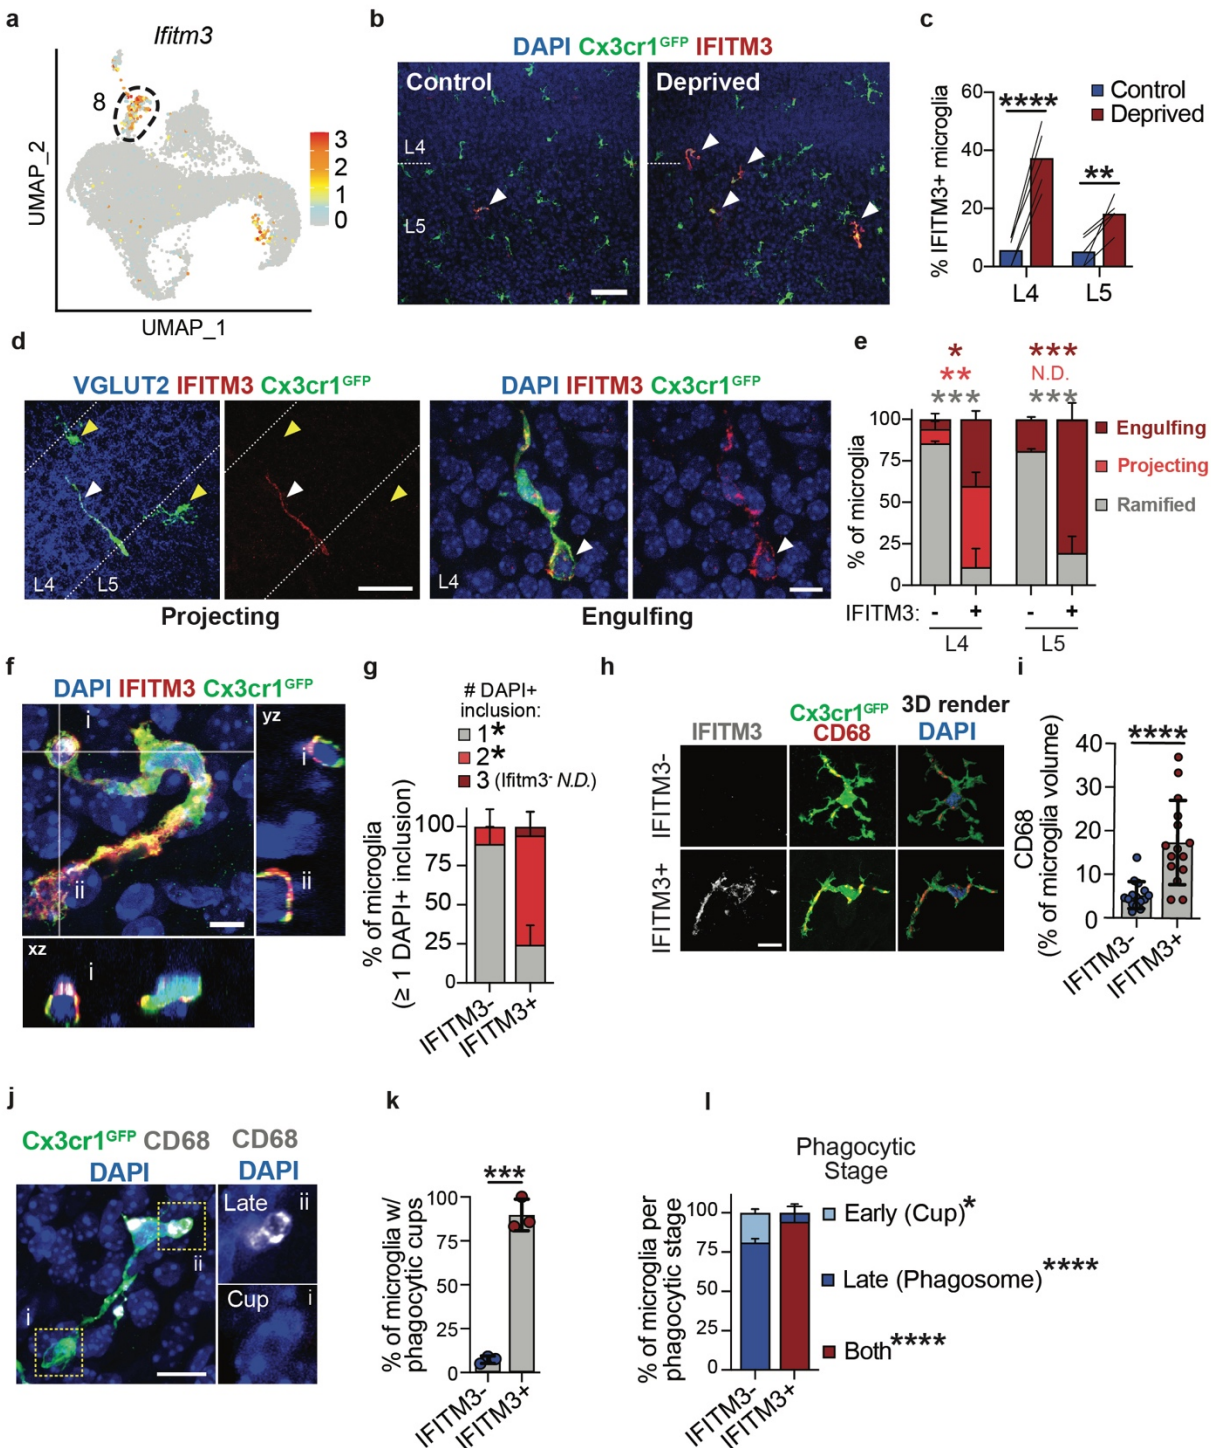 a
Ifitm3
8
3
2
1
0
UMAP_2
UMAP_1
b
DAPI Cx3cr1GFP IFITM3
Control
Deprived
L4
L5
c
Control
Deprived
% IFITM3+ microglia
60
40
20
0
****
**
L4
L5
d
VGLUT2 IFITM3 Cx3cr1GFP
DAPI IFITM3 Cx3cr1GFP
L4
L5
L4
Projecting
Engulfing
e
*
**
***
***
N.D.
***
% of microglia
100
75
50
25
0
Engulfing
Projecting
Ramified
IFITM3:
-
+
-
+
L4
L5
f
DAPI IFITM3 Cx3cr1GFP
i
ii
yz
i
ii
xz
i
g
# DAPI+
inclusion:
1*
2*
3 (Ifitm3- N.D.)
% of microglia
(≥ 1 DAPI+ inclusion)
100
75
50
25
0
IFITM3-
IFITM3+
h
IFITM3
Cx3cr1GFP
CD68
3D render
DAPI
IFITM3-
IFITM3+
i
CD68
(% of microglia volume)
40
30
20
10
0
****
IFITM3-
IFITM3+
j
Cx3cr1GFP CD68
DAPI
CD68
DAPI
ii
i
Late
ii
Cup
i
k
% of microglia w/
phagocytic cups
100
75
50
25
0
***
IFITM3-
IFITM3+
l
Phagocytic
Stage
% of microglia per
phagocytic stage
100
75
50
25
0
Early (Cup)*
Late (Phagosome)****
Both****
IFITM3-
IFITM3+